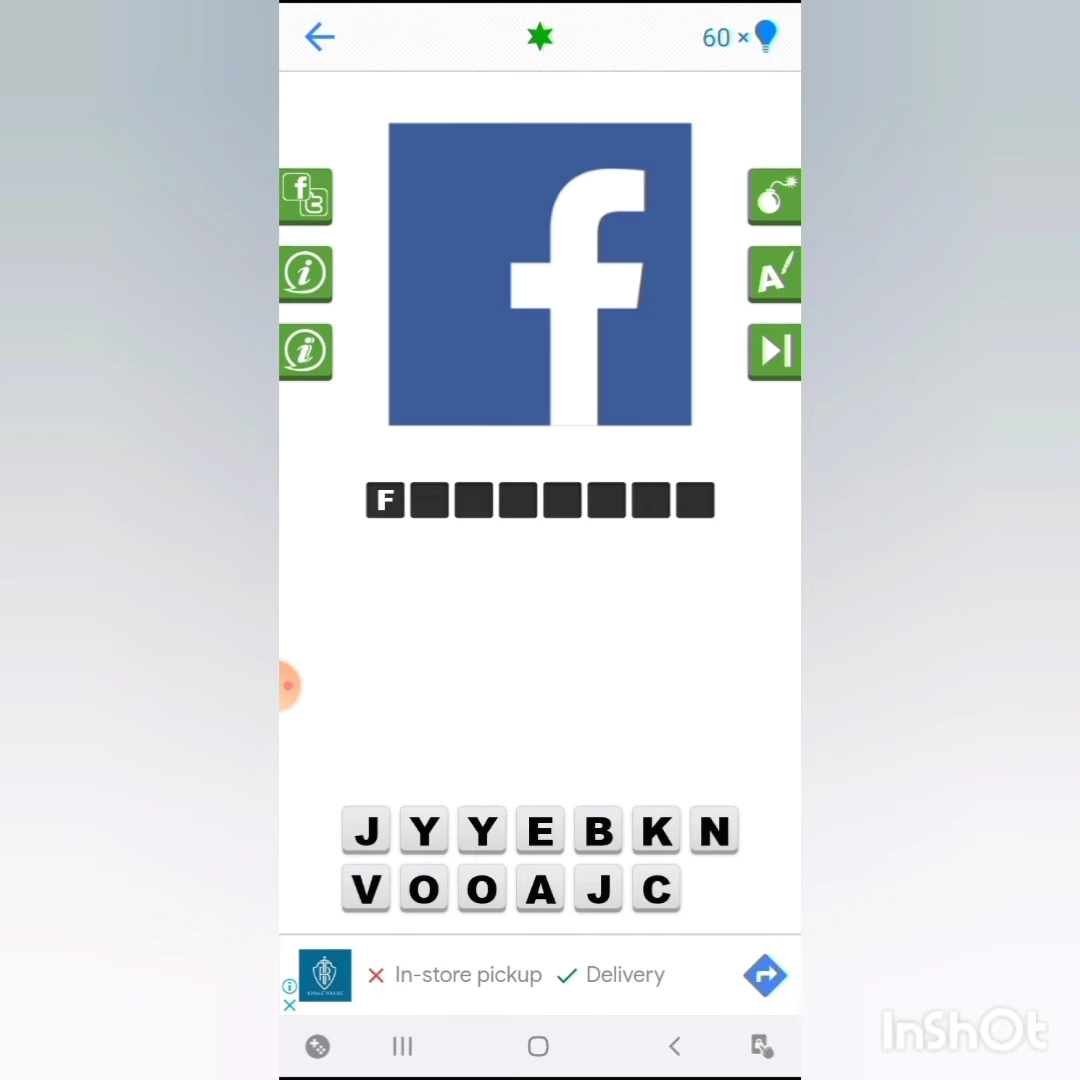 60 ×
f
F
J Y Y E B K N
V O O A J C
In-store pickup Delivery
InShOt